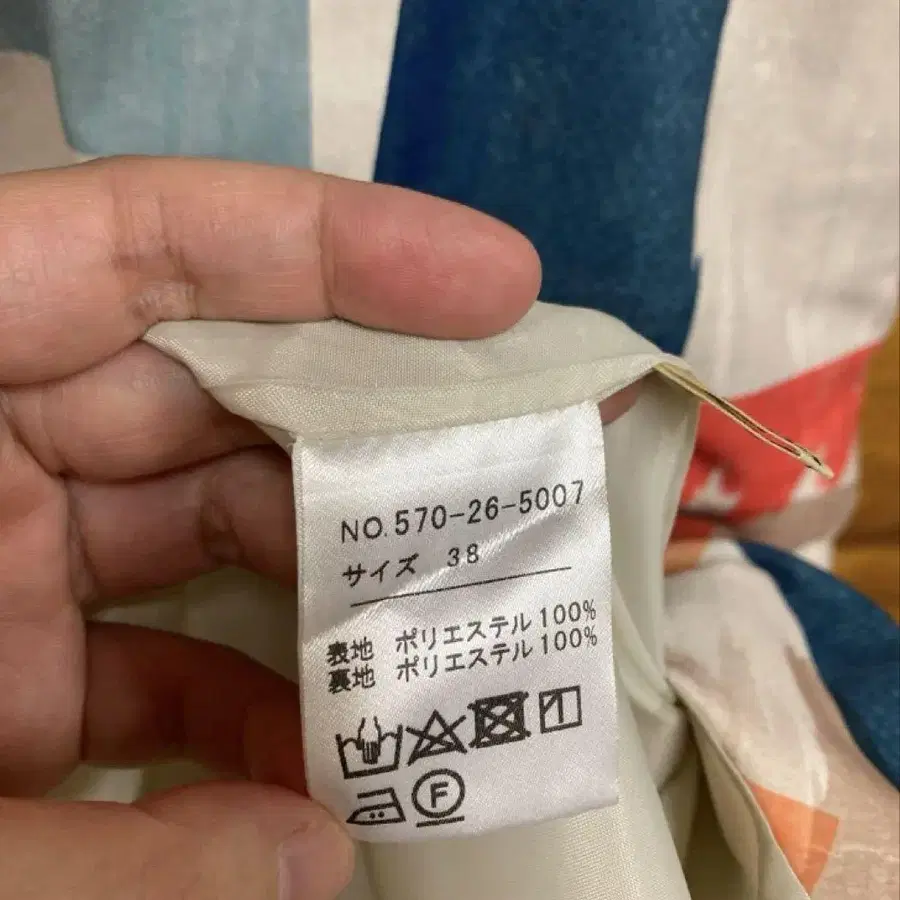 NO.570-26-5007
サイズ 38
表地 ポリエステル100%
裏地 ポリエステル100%
F